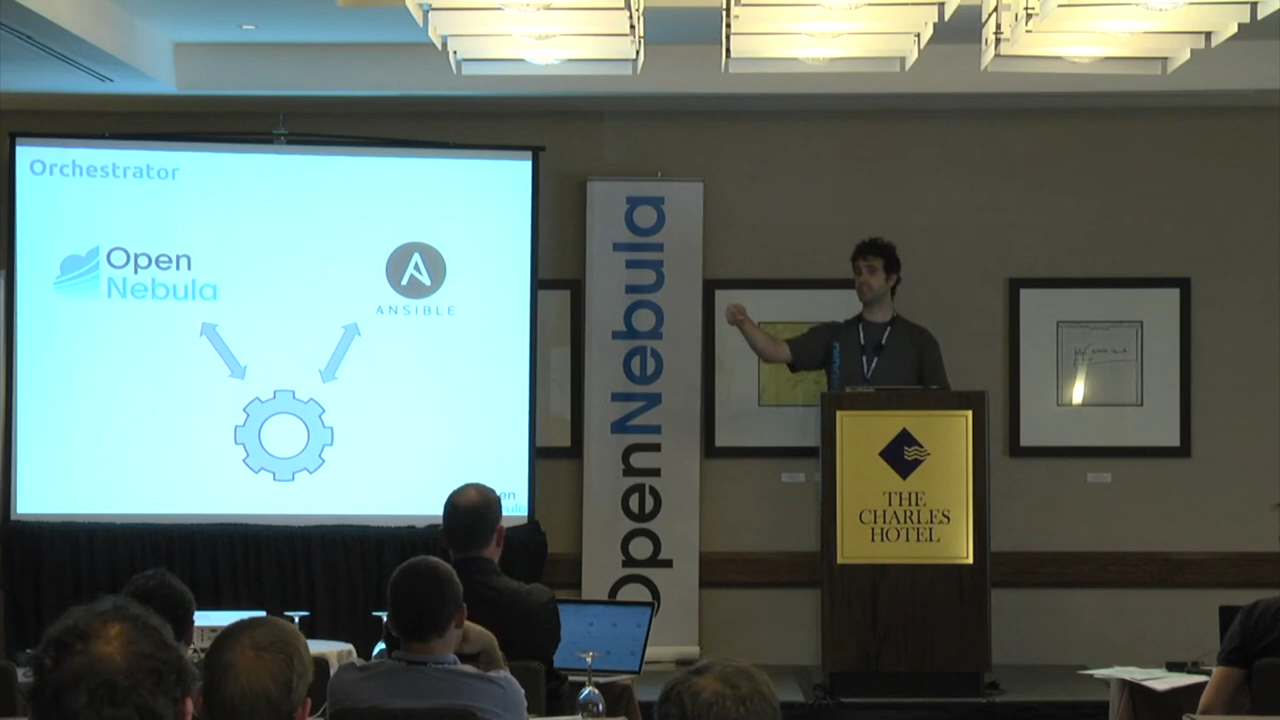 Orchestrator
Open
Nebula
ANSIBLE
OpenNebula
THE
CHARLES
HOTEL